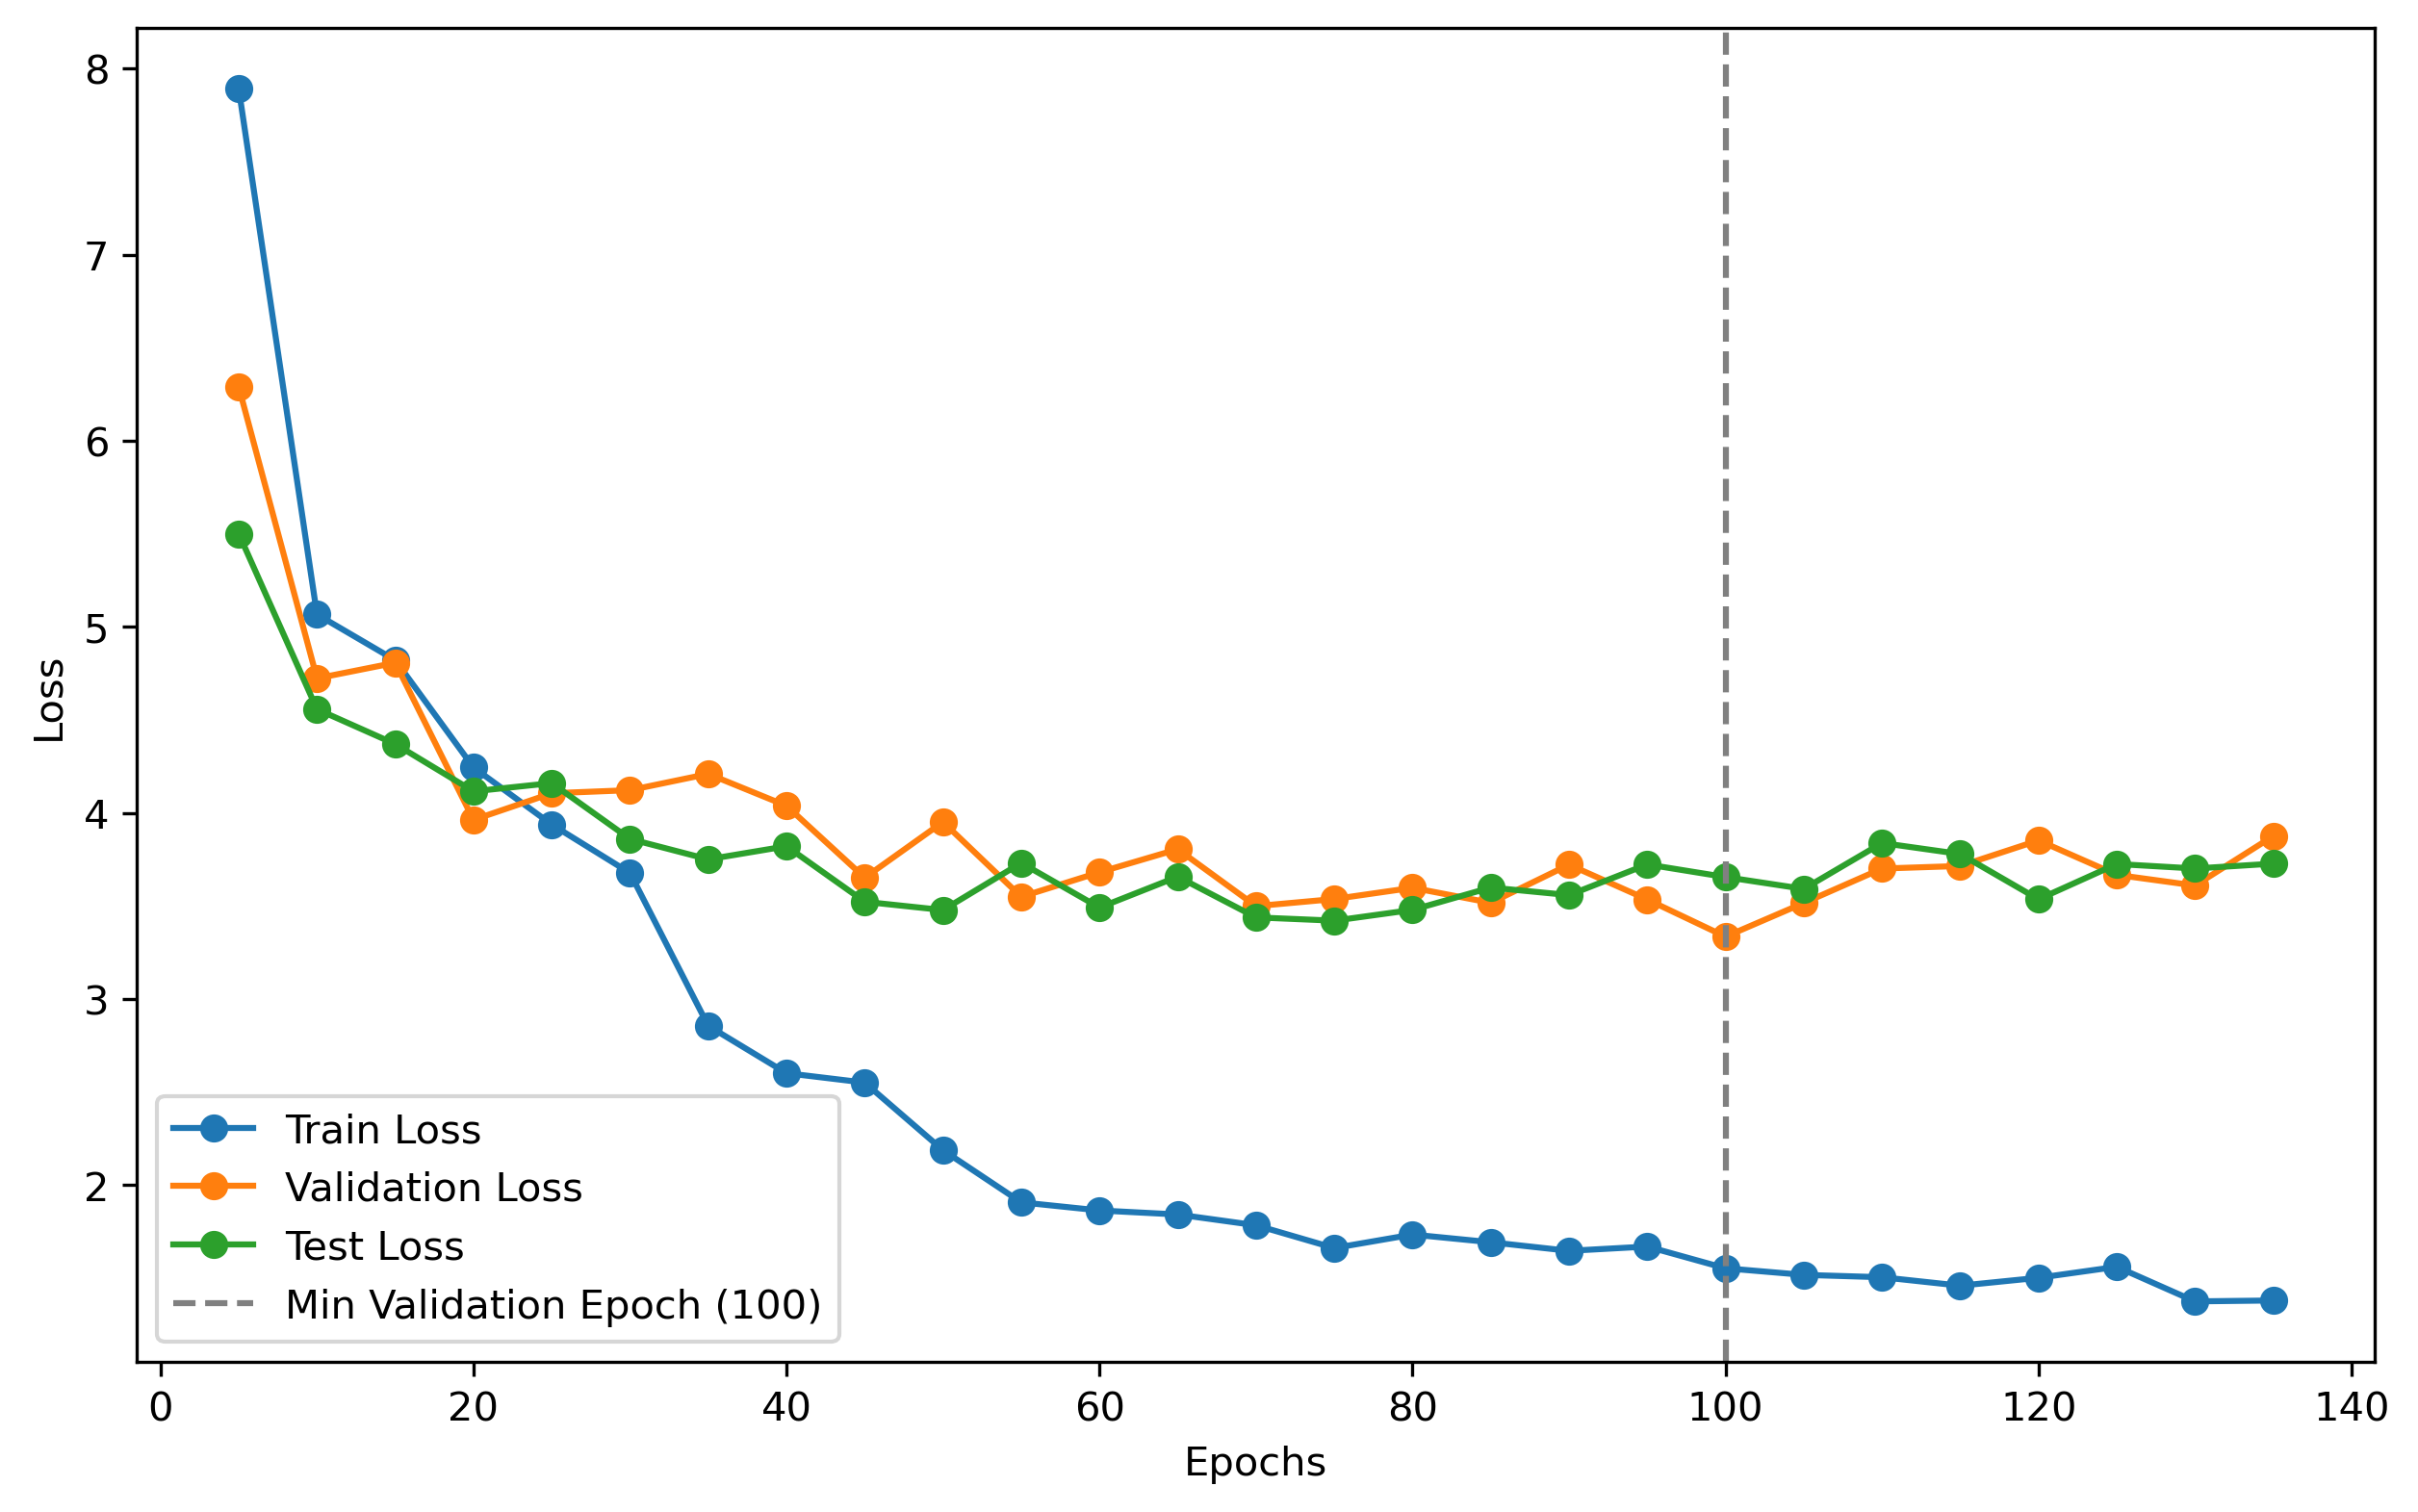 8
7
6
5
4
3
2
Loss
Train Loss
Validation Loss
Test Loss
Min Validation Epoch (100)
0 20 40 60 80 100 120 140
Epochs